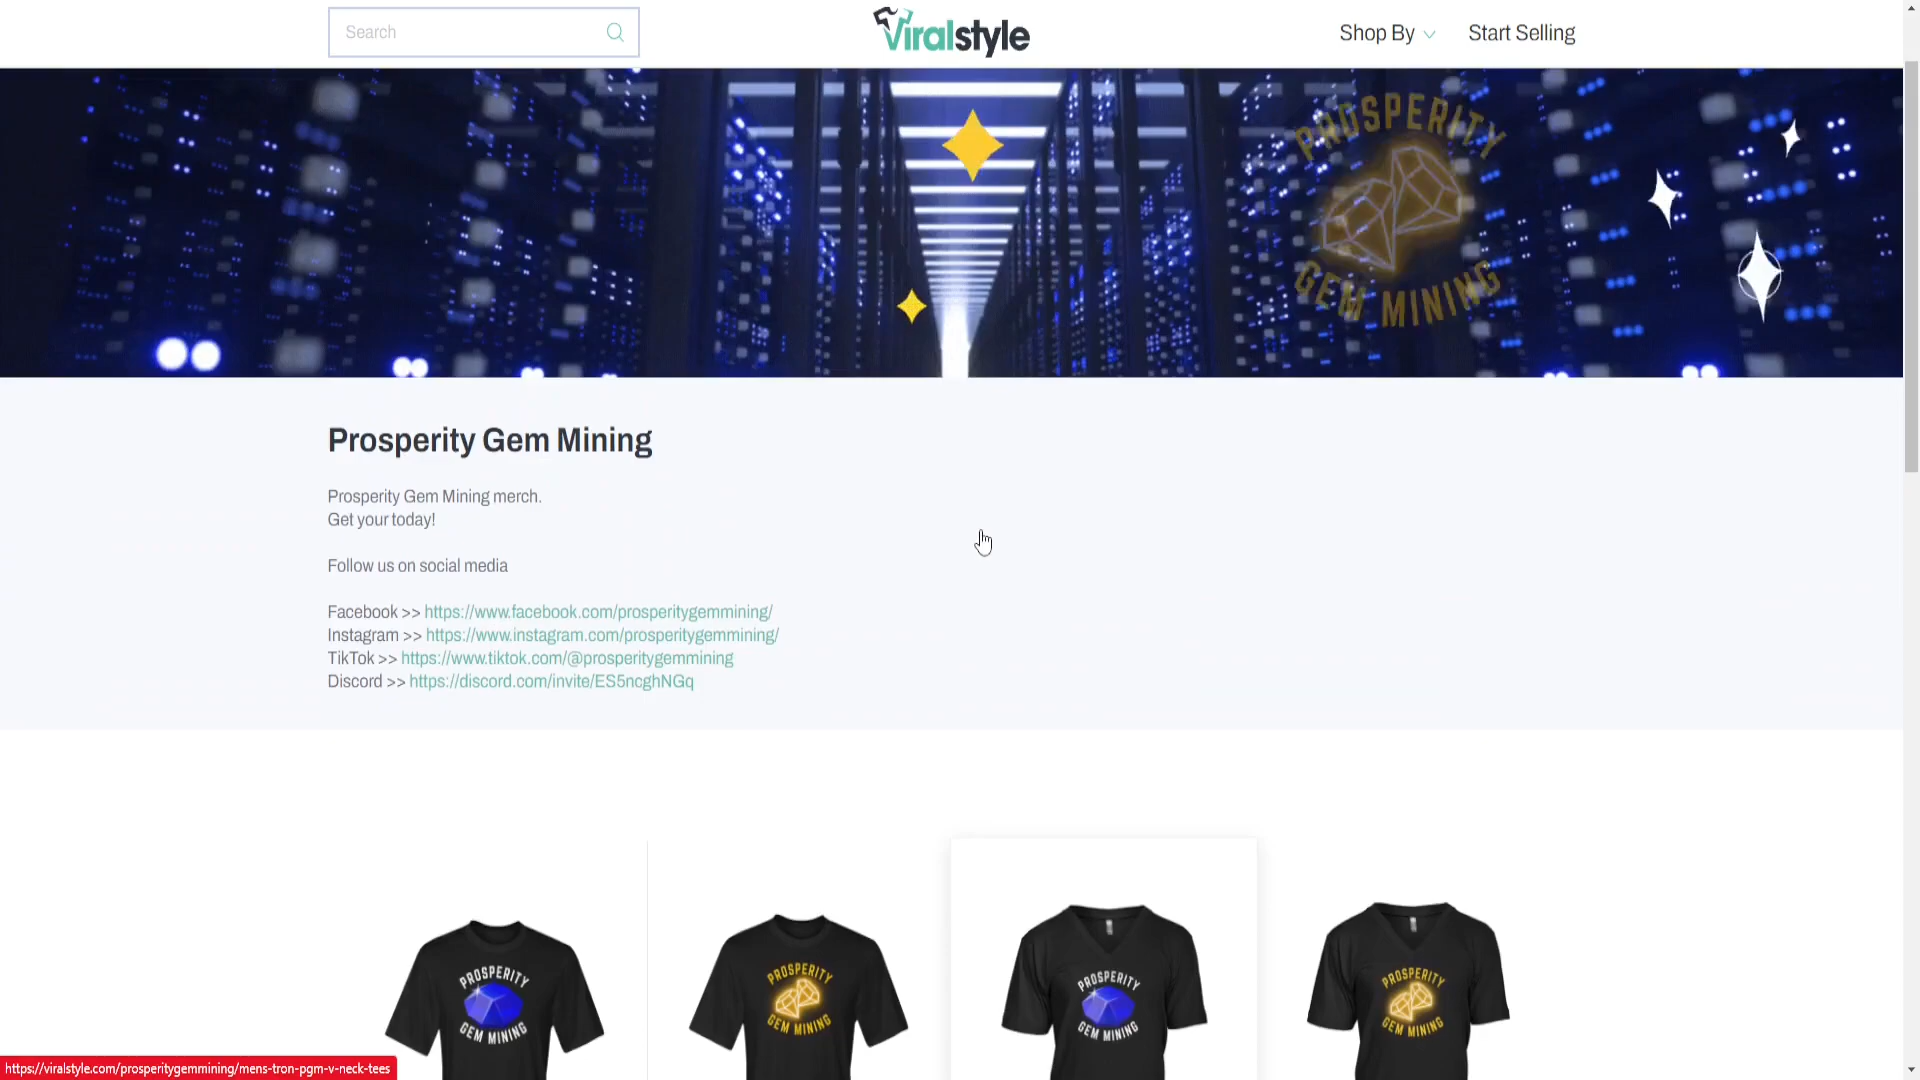 Search
Viralstyle
Shop By
Start Selling
PROSPERITY
GEM MINING
Prosperity Gem Mining
Prosperity Gem Mining merch.
Get your today!
Follow us on social media
Facebook >> https://www.facebook.com/prosperitygemmining/
Instagram >> https://www.instagram.com/prosperitygemmining/
TikTok >> https://www.tiktok.com/@prosperitygemmining
Discord >> https://discord.com/invite/ES5ncghNGq
PROSPERITY
GEM MINING
PROSPERITY
GEM MINING
PROSPERITY
GEM MINING
PROSPERITY
GEM MINING
https://viralstyle.com/prosperitygemmining/mens-tron-pgm-v-neck-tees